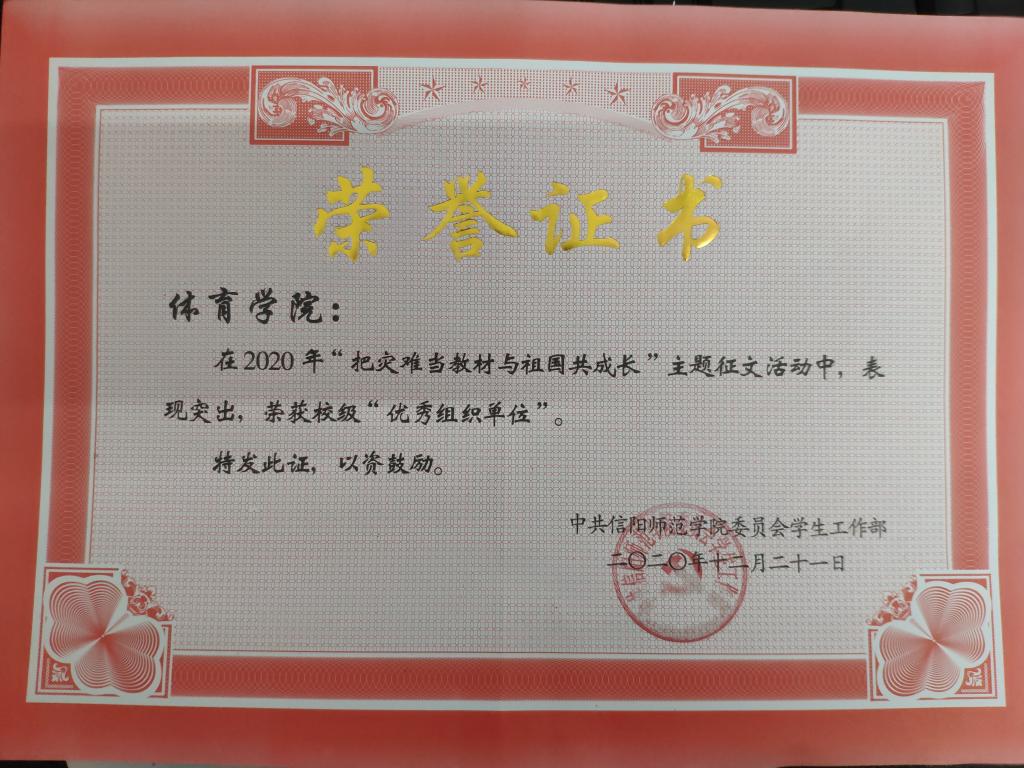 荣誉证书
体育学院：
在2020年“把灾难当教材与祖国共成长”主题征文活动中，表
现突出，荣获校级“优秀组织单位”。
特发此证，以资鼓励。
中共信阳师范学院委员会学生工作部
二〇二〇年十二月二十一日